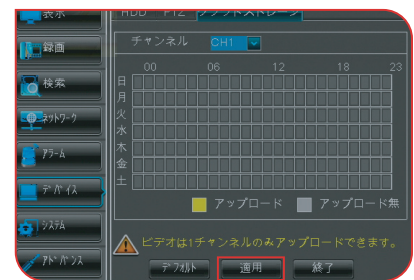 表示
録画
検索
ネットワーク
アラーム
デバイス
システム
アドバンス
HDD PTZ クラウドストレージ
チャンネル CH1
00 06 12 18 23
日
月
火
水
木
金
土
アップロード アップロード無
ビデオは1チャンネルのみアップロードできます。
デフォルト 適用 終了